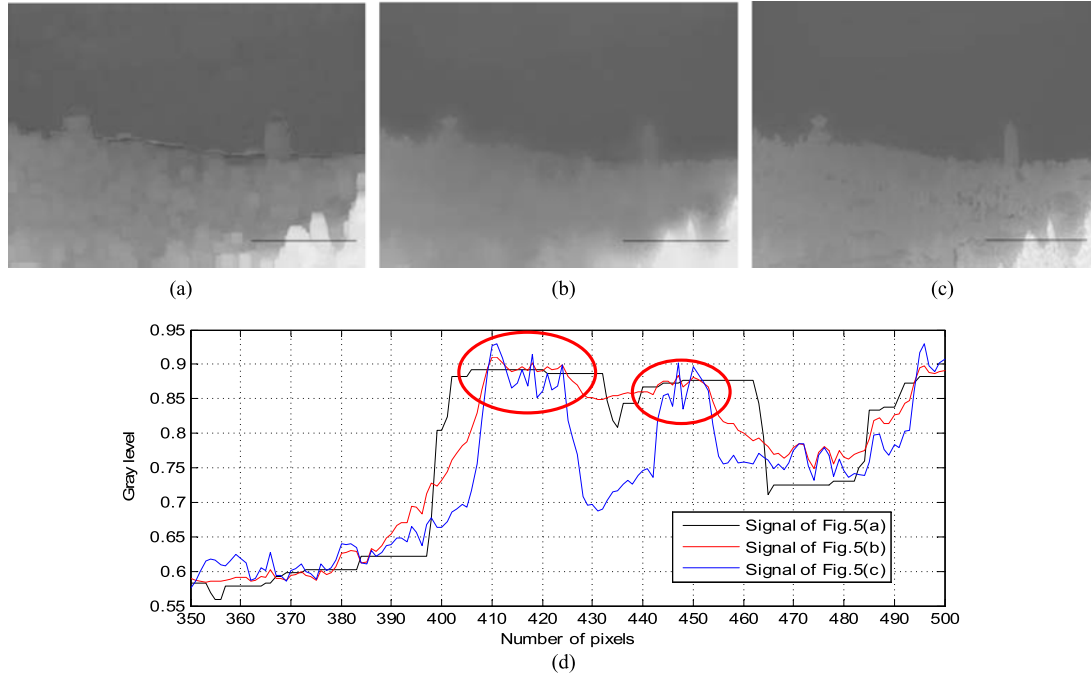 (a)
(b)
(c)
0.95
0.9
0.85
0.8
0.75
0.7
0.65
0.6
0.55
Gray level
Signal of Fig.5(a)
Signal of Fig.5(b)
Signal of Fig.5(c)
350 360 370 380 390 400 410 420 430 440 450 460 470 480 490 500
Number of pixels
(d)